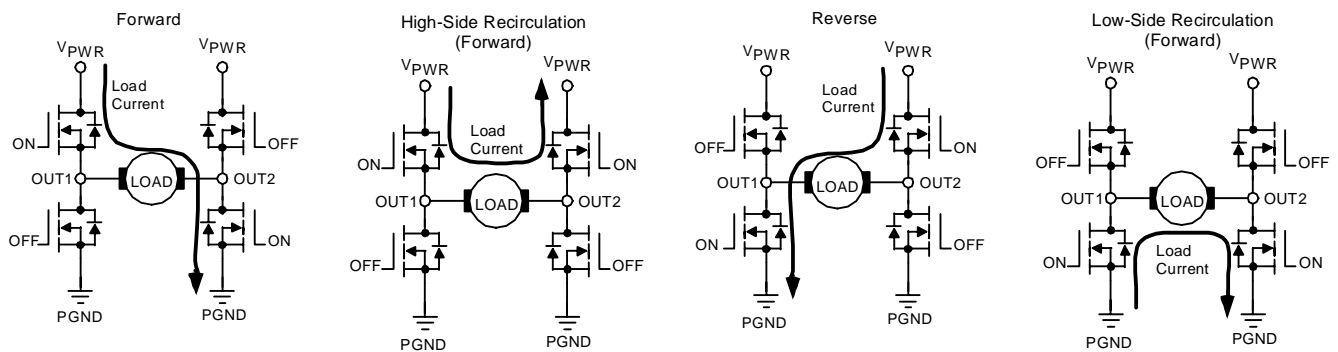 Forward
VPWR
VPWR
Load
Current
ON
OFF
OUT1
LOAD
OUT2
OFF
ON
PGND
PGND
High-Side Recirculation
(Forward)
VPWR
VPWR
Load
Current
ON
ON
OUT1
LOAD
OUT2
OFF
OFF
PGND
PGND
Reverse
VPWR
VPWR
Load
Current
OFF
ON
OUT1
LOAD
OUT2
ON
OFF
PGND
PGND
Low-Side Recirculation
(Forward)
VPWR
VPWR
OFF
OFF
OUT1
LOAD
OUT2
ON
Load
Current
ON
PGND
PGND